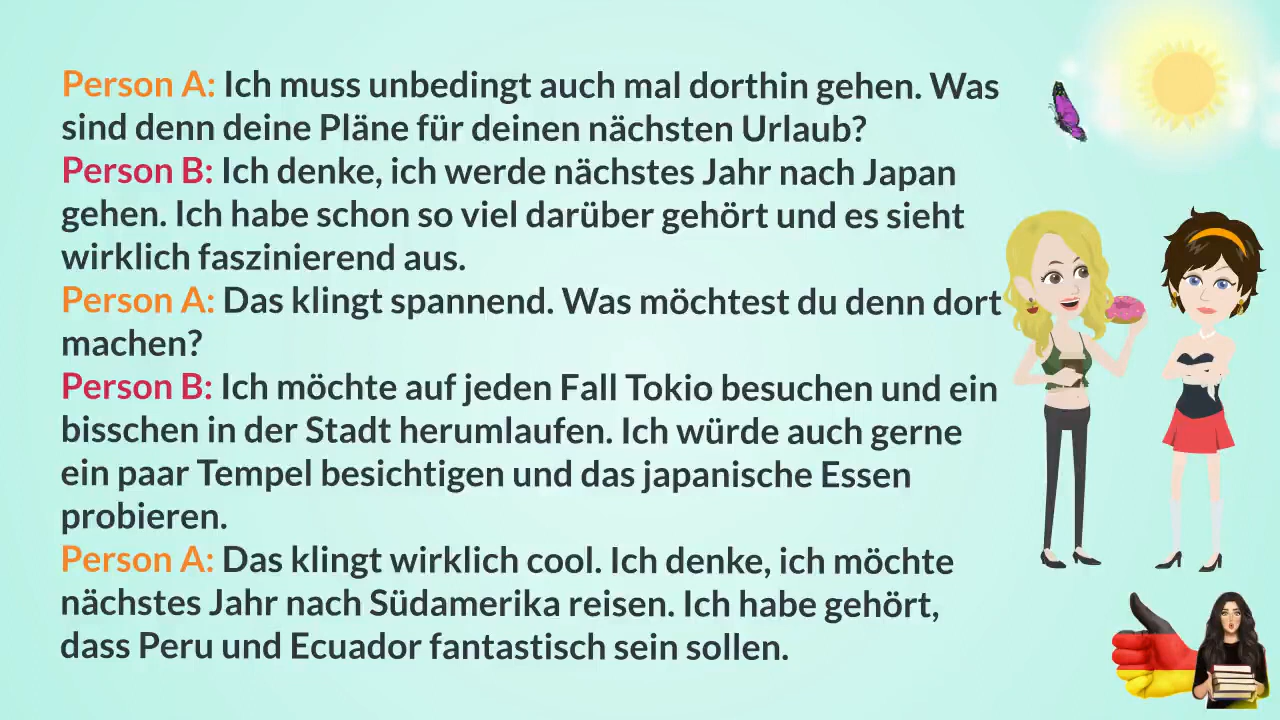 Person A: Ich muss unbedingt auch mal dorthin gehen. Was
sind denn deine Pläne für deinen nächsten Urlaub?
Person B: Ich denke, ich werde nächstes Jahr nach Japan
gehen. Ich habe schon so viel darüber gehört und es sieht
wirklich faszinierend aus.
Person A: Das klingt spannend. Was möchtest du denn dort
machen?
Person B: Ich möchte auf jeden Fall Tokio besuchen und ein
bisschen in der Stadt herumlaufen. Ich würde auch gerne
ein paar Tempel besichtigen und das japanische Essen
probieren.
Person A: Das klingt wirklich cool. Ich denke, ich möchte
nächstes Jahr nach Südamerika reisen. Ich habe gehört,
dass Peru und Ecuador fantastisch sein sollen.